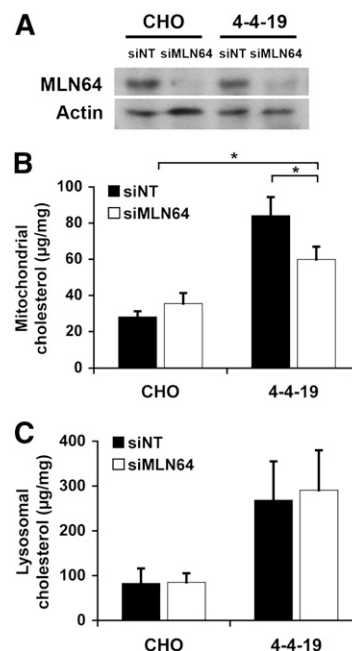 A
CHO 4-4-19
siNT siMLN64 siNT siMLN64
MLN64
Actin
B
* *
siNT
siMLN64
Mitochondrial
cholesterol (µg/mg)
100
80
60
40
20
0
CHO 4-4-19
C
siNT
siMLN64
Lysosomal
cholesterol (µg/mg)
400
300
200
100
0
CHO 4-4-19